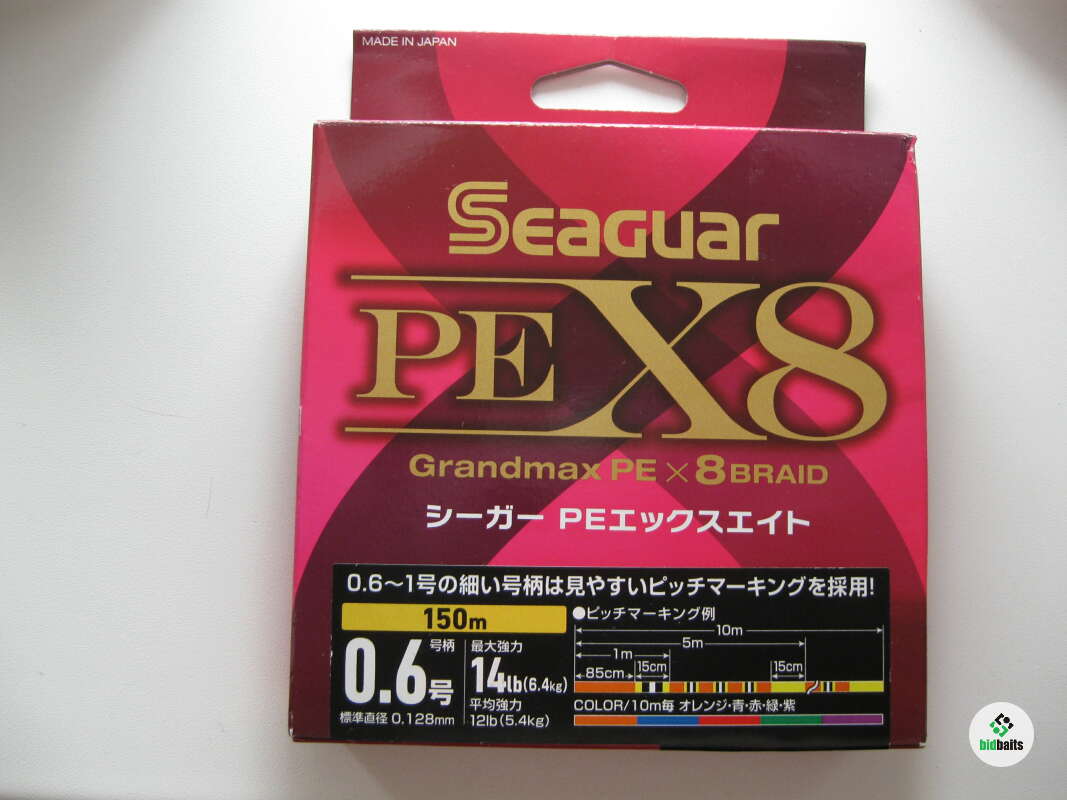 MADE IN JAPAN
Seaguar
PE X8
Grandmax PE × 8 BRAID
シーガー PEエックスエイト
0.6〜1号の細い号柄は見やすいピッチマーキングを採用!
150m
号柄
0.6号
標準直径 0.128mm
最大強力
14lb(6.4kg)
平均強力
12lb(5.4kg)
●ピッチマーキング例
10m
5m
1m
85cm
15cm
15cm
COLOR/10m毎 オレンジ・青・赤・緑・紫
bidbaits